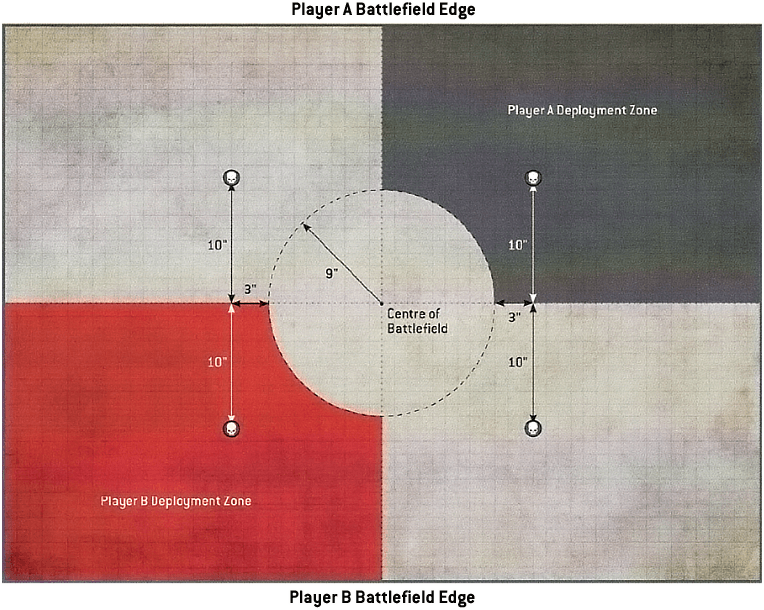 Player A Battlefield Edge
Player A Deployment Zone
10"
10"
9"
3"
Centre of
Battlefield
3"
10"
10"
Player B Deployment Zone
Player B Battlefield Edge